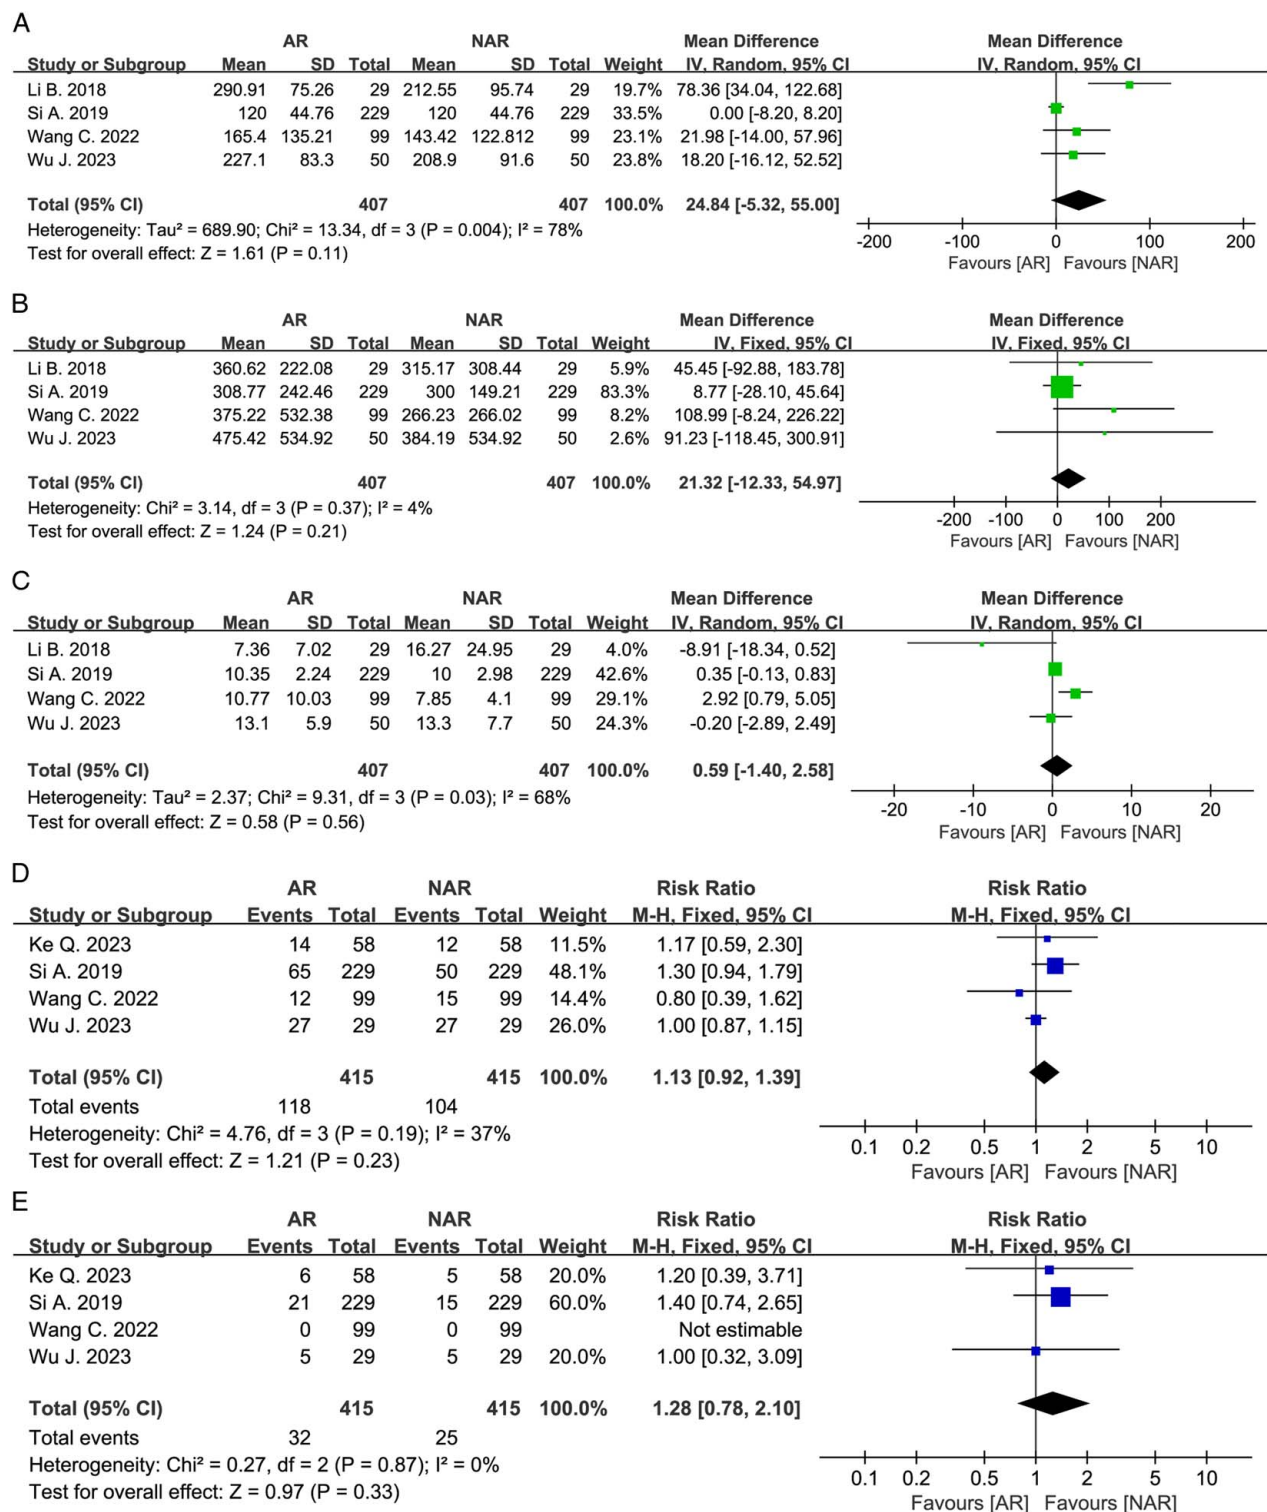 A
AR NAR Mean Difference Mean Difference
Study or Subgroup Mean SD Total Mean SD Total Weight IV, Random, 95% CI IV, Random, 95% CI
Li B. 2018 290.91 75.26 29 212.55 95.74 29 19.7% 78.36 [34.04, 122.68]
Si A. 2019 120 44.76 229 120 44.76 229 33.5% 0.00 [-8.20, 8.20]
Wang C. 2022 165.4 135.21 99 143.42 122.812 99 23.1% 21.98 [-14.00, 57.96]
Wu J. 2023 227.1 83.3 50 208.9 91.6 50 23.8% 18.20 [-16.12, 52.52]
Total (95% CI) 407 407 100.0% 24.84 [-5.32, 55.00]
Heterogeneity: Tau² = 689.90; Chi² = 13.34, df = 3 (P = 0.004); I² = 78%
Test for overall effect: Z = 1.61 (P = 0.11)
-200 -100 0 100 200
Favours [AR] Favours [NAR]
B
AR NAR Mean Difference Mean Difference
Study or Subgroup Mean SD Total Mean SD Total Weight IV, Fixed, 95% CI IV, Fixed, 95% CI
Li B. 2018 360.62 222.08 29 315.17 308.44 29 5.9% 45.45 [-92.88, 183.78]
Si A. 2019 308.77 242.46 229 300 149.21 229 83.3% 8.77 [-28.10, 45.64]
Wang C. 2022 375.22 532.38 99 266.23 266.02 99 8.2% 108.99 [-8.24, 226.22]
Wu J. 2023 475.42 534.92 50 384.19 534.92 50 2.6% 91.23 [-118.45, 300.91]
Total (95% CI) 407 407 100.0% 21.32 [-12.33, 54.97]
Heterogeneity: Chi² = 3.14, df = 3 (P = 0.37); I² = 4%
Test for overall effect: Z = 1.24 (P = 0.21)
-200 -100 0 100 200
Favours [AR] Favours [NAR]
C
AR NAR Mean Difference Mean Difference
Study or Subgroup Mean SD Total Mean SD Total Weight IV, Random, 95% CI IV, Random, 95% CI
Li B. 2018 7.36 7.02 29 16.27 24.95 29 4.0% -8.91 [-18.34, 0.52]
Si A. 2019 10.35 2.24 229 10 2.98 229 42.6% 0.35 [-0.13, 0.83]
Wang C. 2022 10.77 10.03 99 7.85 4.1 99 29.1% 2.92 [0.79, 5.05]
Wu J. 2023 13.1 5.9 50 13.3 7.7 50 24.3% -0.20 [-2.89, 2.49]
Total (95% CI) 407 407 100.0% 0.59 [-1.40, 2.58]
Heterogeneity: Tau² = 2.37; Chi² = 9.31, df = 3 (P = 0.03); I² = 68%
Test for overall effect: Z = 0.58 (P = 0.56)
-20 -10 0 10 20
Favours [AR] Favours [NAR]
D
AR NAR Risk Ratio Risk Ratio
Study or Subgroup Events Total Events Total Weight M-H, Fixed, 95% CI M-H, Fixed, 95% CI
Ke Q. 2023 14 58 12 58 11.5% 1.17 [0.59, 2.30]
Si A. 2019 65 229 50 229 48.1% 1.30 [0.94, 1.79]
Wang C. 2022 12 99 15 99 14.4% 0.80 [0.39, 1.62]
Wu J. 2023 27 29 27 29 26.0% 1.00 [0.87, 1.15]
Total (95% CI) 415 415 100.0% 1.13 [0.92, 1.39]
Total events 118 104
Heterogeneity: Chi² = 4.76, df = 3 (P = 0.19); I² = 37%
Test for overall effect: Z = 1.21 (P = 0.23)
0.1 0.2 0.5 1 2 5 10
Favours [AR] Favours [NAR]
E
AR NAR Risk Ratio Risk Ratio
Study or Subgroup Events Total Events Total Weight M-H, Fixed, 95% CI M-H, Fixed, 95% CI
Ke Q. 2023 6 58 5 58 20.0% 1.20 [0.39, 3.71]
Si A. 2019 21 229 15 229 60.0% 1.40 [0.74, 2.65]
Wang C. 2022 0 99 0 99 Not estimable
Wu J. 2023 5 29 5 29 20.0% 1.00 [0.32, 3.09]
Total (95% CI) 415 415 100.0% 1.28 [0.78, 2.10]
Total events 32 25
Heterogeneity: Chi² = 0.27, df = 2 (P = 0.87); I² = 0%
Test for overall effect: Z = 0.97 (P = 0.33)
0.1 0.2 0.5 1 2 5 10
Favours [AR] Favours [NAR]